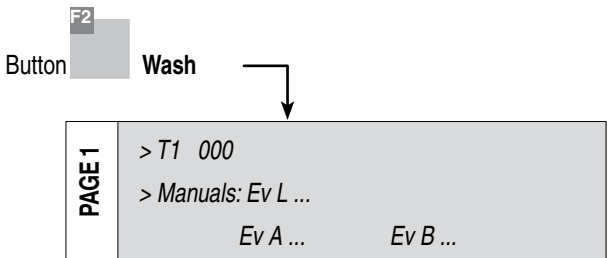 F2
Button Wash
PAGE 1
> T1 000
> Manuals: Ev L ...
Ev A ... Ev B ...